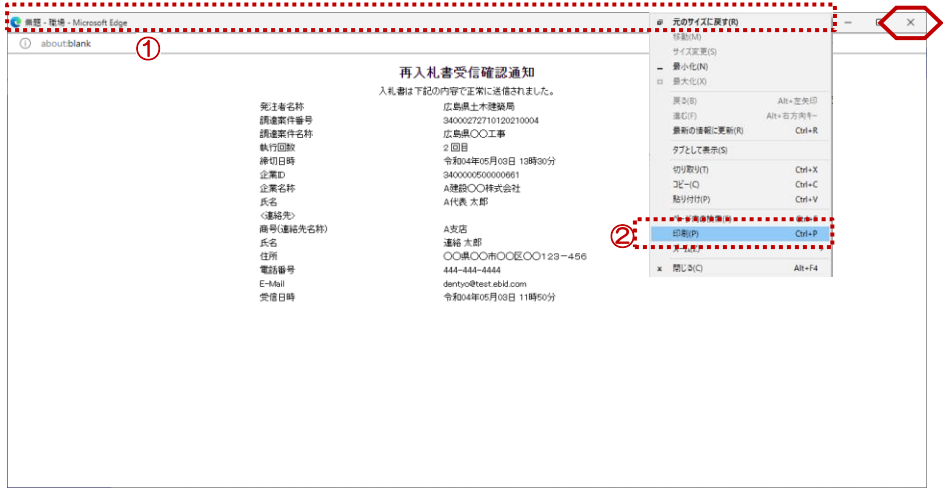 無題 - 職場 - Microsoft Edge
about:blank
①
再入札書受信確認通知
入札書は下記の内容で正常に送信されました。
発注者名称 広島県土木建築局
調達案件番号 34000272710120210004
調達案件名称 広島県〇〇工事
執行回数 2回目
締切日時 令和04年05月03日 13時30分
企業ID 3400000500000661
企業名称 A建設〇〇株式会社
氏名 A代表 太郎
<連絡先>
商号(連絡先名称) A支店
氏名 連絡 太郎
住所 〇〇県〇〇市〇〇区〇〇123-456
電話番号 444-444-4444
E-Mail dentyo@test.ebid.com
受信日時 令和04年05月03日 11時50分
元のサイズに戻す(R)
移動(M)
サイズ変更(S)
最小化(N)
最大化(X)
戻る(B) Alt+左矢印
進む(F) Alt+右方向キー
最新の情報に更新(R) Ctrl+R
タブとして表示(S)
切り取り(T) Ctrl+X
コピー(C) Ctrl+C
貼り付け(P) Ctrl+V
②
印刷(P) Ctrl+P
閉じる(C) Alt+F4